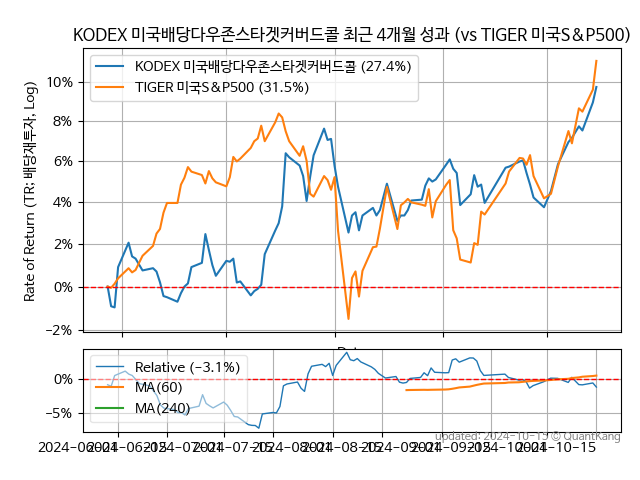 KODEX 미국배당다우존스타겟커버드콜 최근 4개월 성과 (vs TIGER 미국S&P500)
Rate of Return (TR: 배당재투자, Log)
10%
8%
6%
4%
2%
0%
−2%
KODEX 미국배당다우존스타겟커버드콜 (27.4%)
TIGER 미국S&P500 (31.5%)
0%
−5%
Relative (−3.1%)
MA(60)
MA(240)
updated: 2024-10-15 © QuantKang